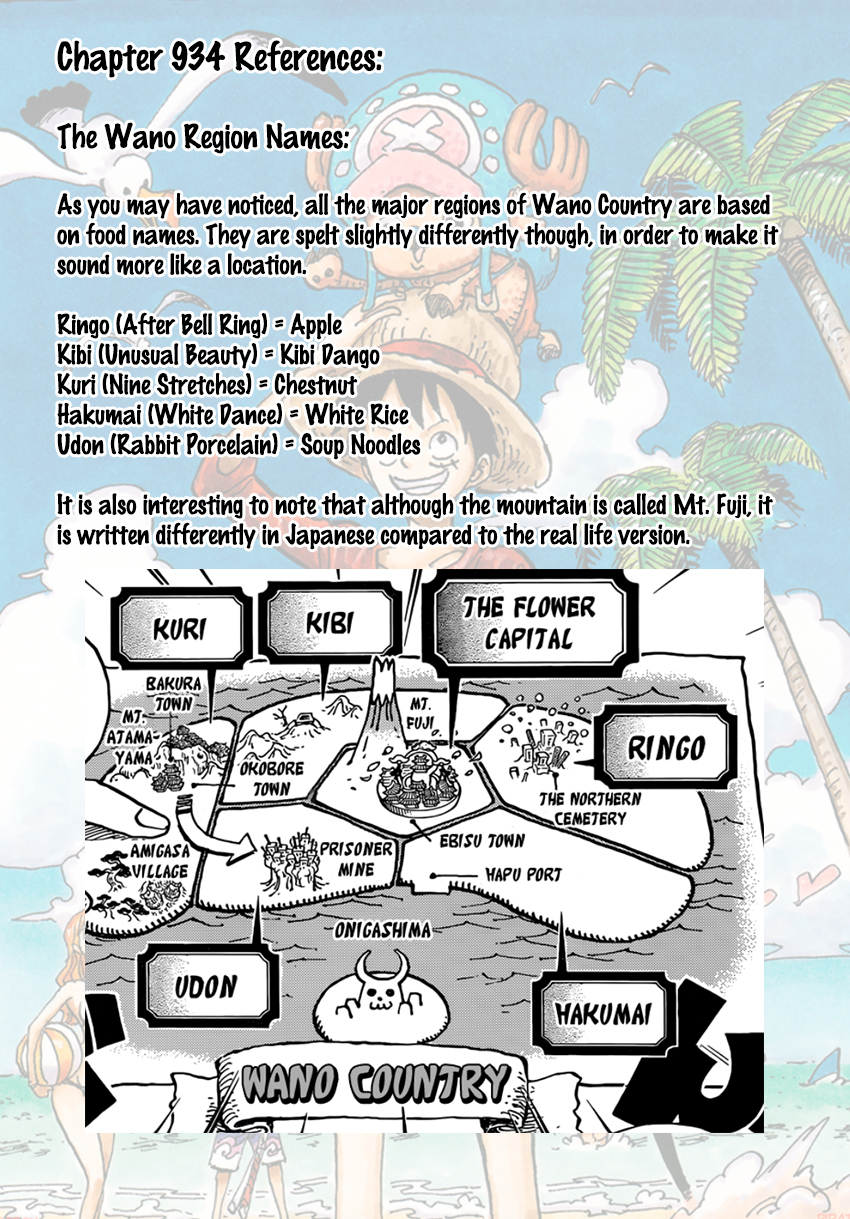 Chapter 934 References:
The Wano Region Names:
As you may have noticed, all the major regions of Wano Country are based
on food names. They are spelt slightly differently though, in order to make it
sound more like a location.
Ringo (After Bell Ring) = Apple
Kibi (Unusual Beauty) = Kibi Dango
Kuri (Nine Stretches) = Chestnut
Hakumai (White Dance) = White Rice
Udon (Rabbit Porcelain) = Soup Noodles
It is also interesting to note that although the mountain is called Mt. Fuji, it
is written differently in Japanese compared to the real life version.
KURI
KIBI
THE FLOWER
CAPITAL
BAKURA
TOWN
MT.
ATAMA-
YAMA
MT.
FUJI
OKOBORE
TOWN
RINGO
THE NORTHERN
CEMETERY
EBISU TOWN
AMIGASA
VILLAGE
PRISONER
MINE
HAPU PORT
ONIGASHIMA
UDON
HAKUMAI
WANO COUNTRY